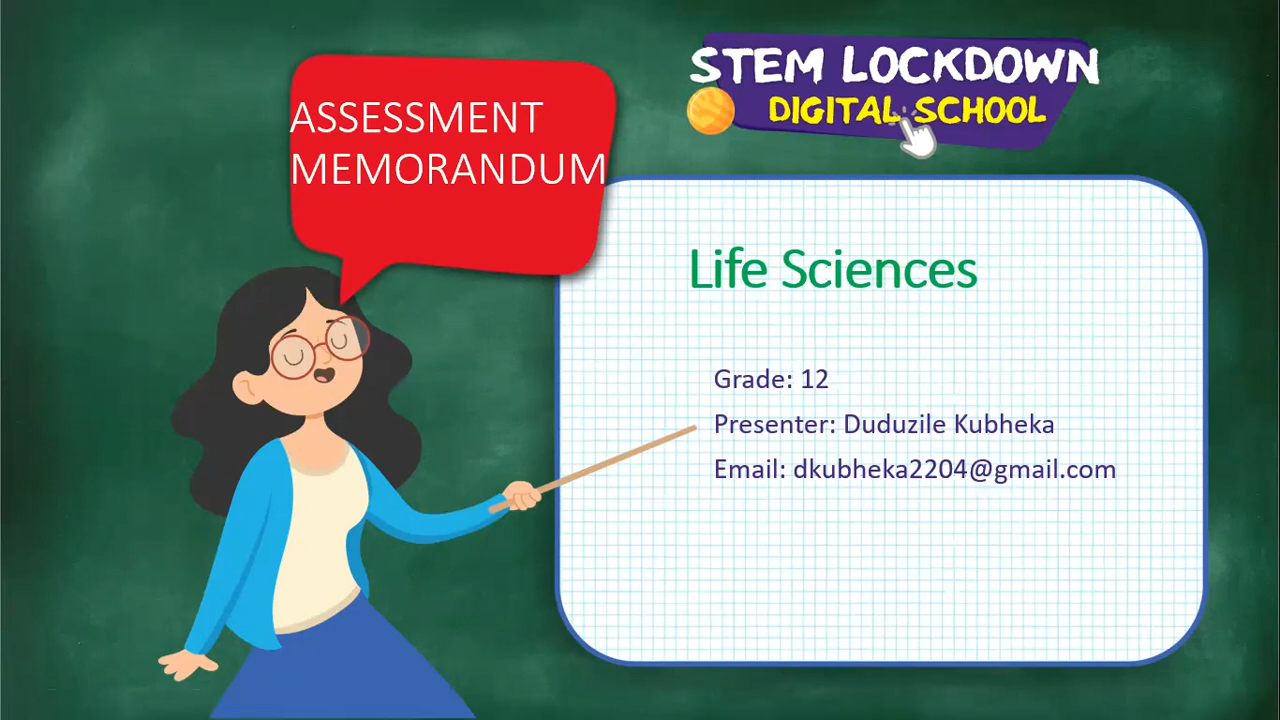 ASSESSMENT
MEMORANDUM
STEM LOCKDOWN
DIGITAL SCHOOL
Life Sciences
Grade: 12
Presenter: Duduzile Kubheka
Email: dkubheka2204@gmail.com